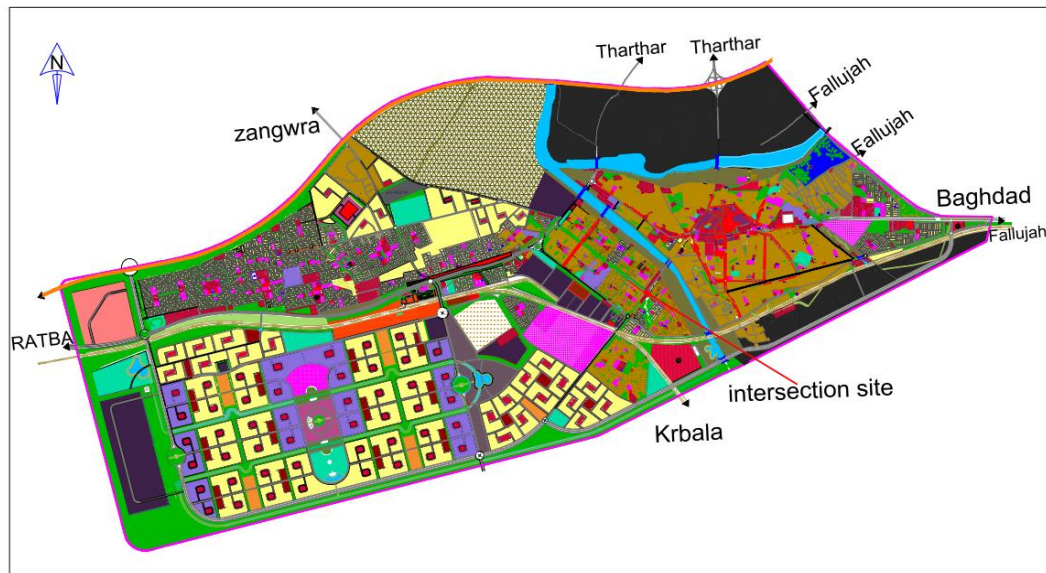 N
Tharthar
Tharthar
Fallujah
zangwra
Fallujah
Baghdad
Fallujah
RATBA
intersection site
Krbala